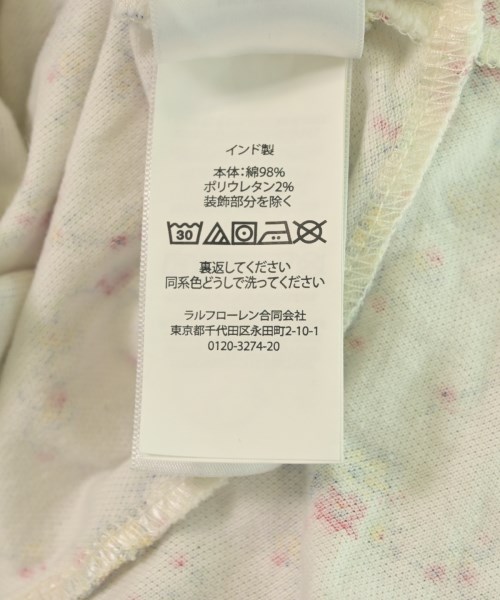 インド製
本体：綿98%
ポリウレタン2%
装飾部分を除く
30
裏返してください
同系色どうしで洗ってください
ラルフローレン合同会社
東京都千代田区永田町2-10-1
0120-3274-20